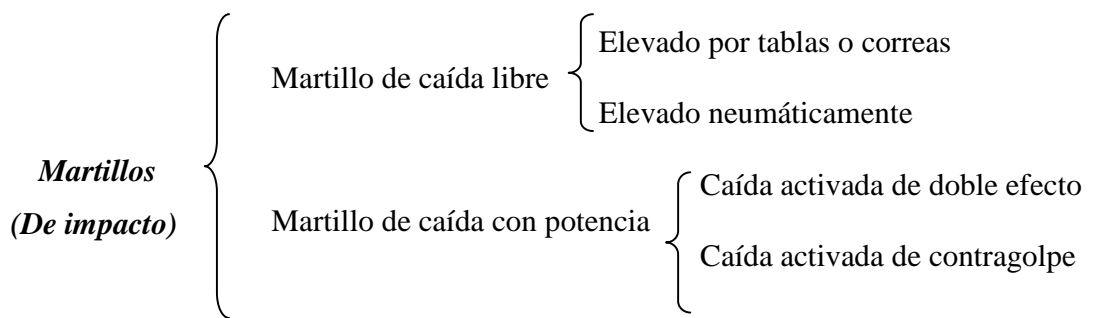 Martillos
(De impacto)
Martillo de caída libre
Elevado por tablas o correas
Elevado neumáticamente
Martillo de caída con potencia
Caída activada de doble efecto
Caída activada de contragolpe